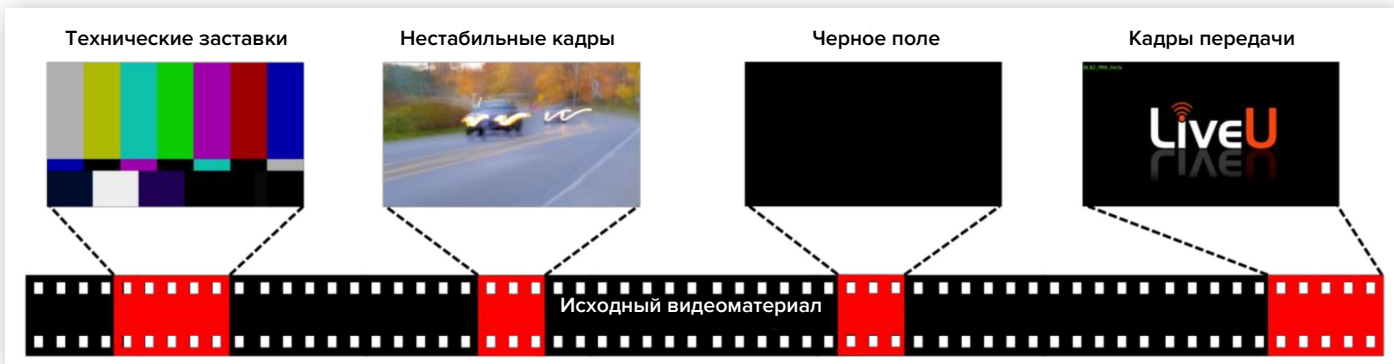 Технические заставки
Нестабильные кадры
Черное поле
Кадры передачи
LiveU
Исходный видеоматериал